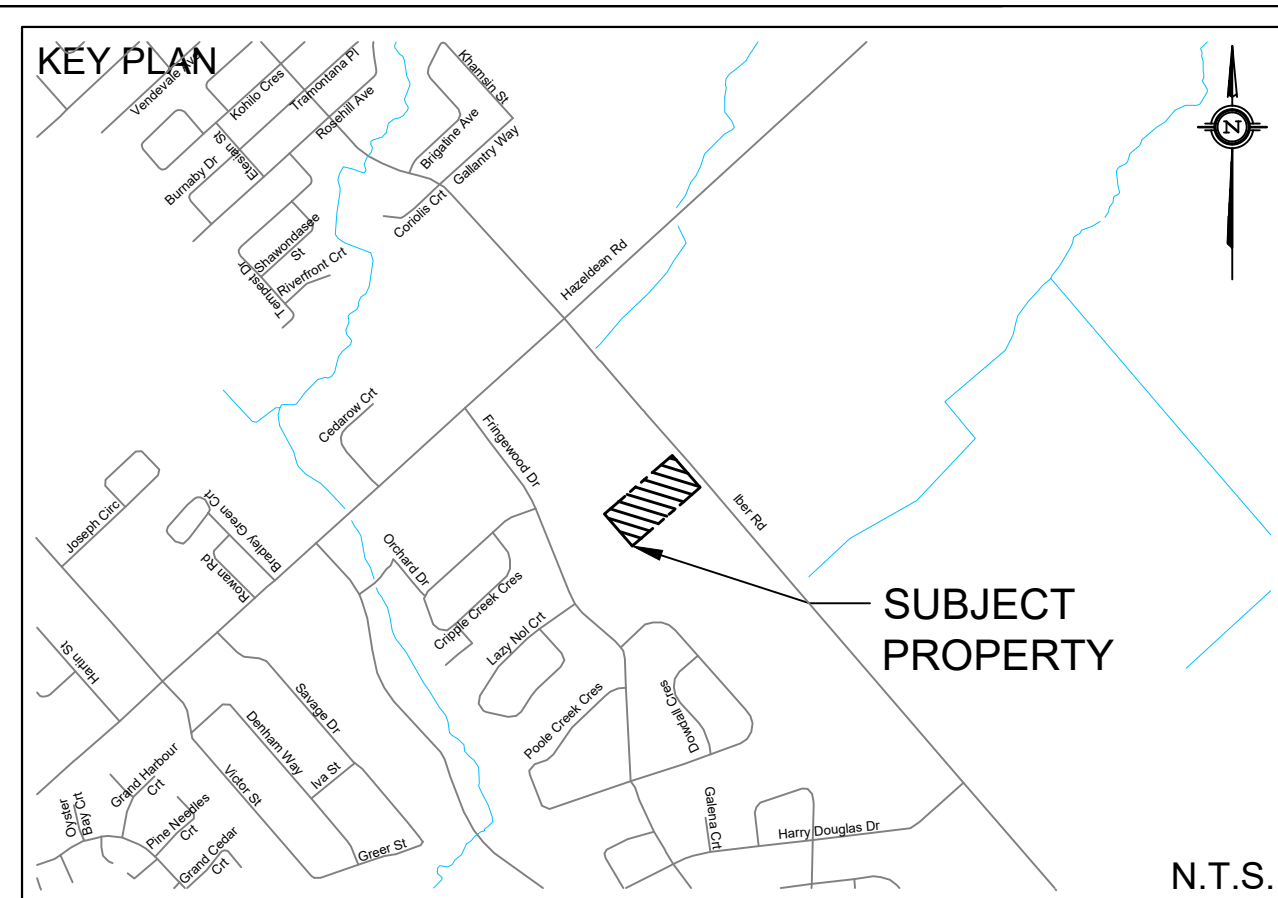 KEY PLAN
Vendevale Ave
Kohilo Cres
Tramontana Pl
Rosehill Ave
Khamsin St
Brigatine Ave
Gallantry Way
Burnaby Dr
Etesian St
Coriolis Crt
Shawondasee
St
Riverfront Crt
Tempest Dr
Hazeldean Rd
N
Cedarow Crt
Fringewood Dr
Iber Rd
Joseph Circ
Bradley Green Crt
Rowan Rd
Orchard Dr
Cripple Creek Cres
Lazy Nol Crt
SUBJECT
PROPERTY
Hartin St
Savage Dr
Denham Way
Iva St
Victor St
Greer St
Poole Creek Cres
Dowdall Cres
Grand Harbour
Crt
Oyster
Bay Crt
Pine Needles
Crt
Grand Cedar
Crt
Galena Crt
Harry Douglas Dr
N.T.S.